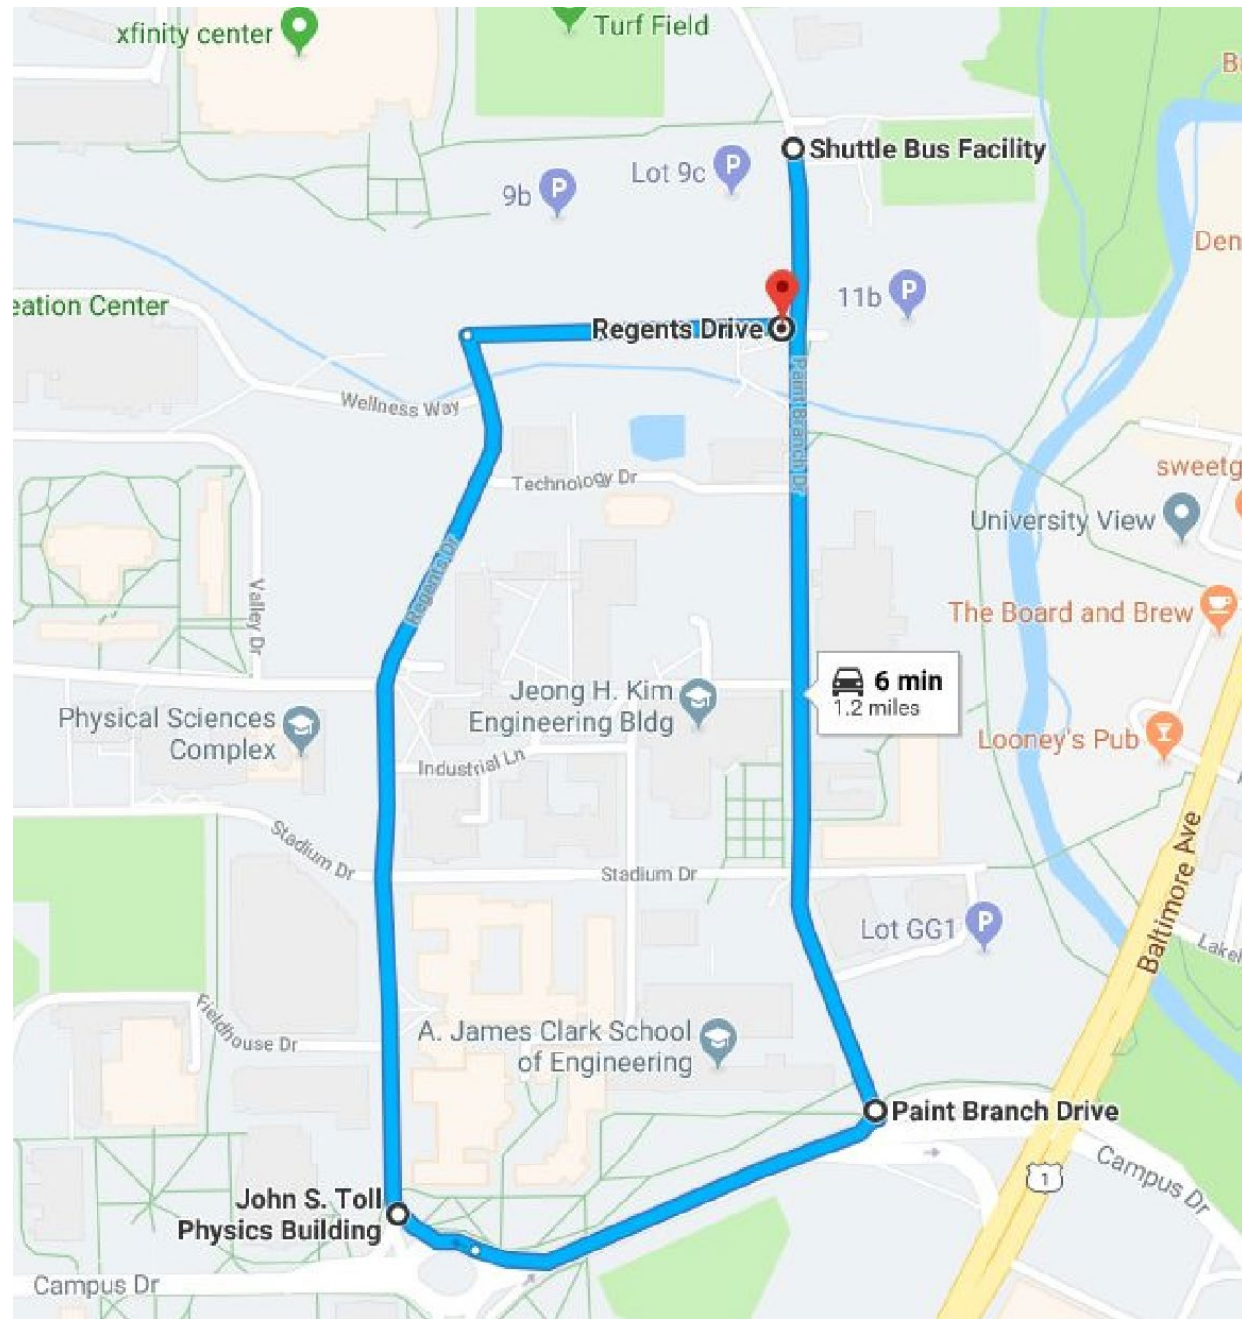 xfinity center
Turf Field
Shuttle Bus Facility
Lot 9c
P
9b
P
Den
eation Center
11b
P
Regents Drive
Paint Branch Dr
Wellness Way
Technology Dr
sweetg
University View
Regents Dr
Valley Dr
The Board and Brew
6 min
1.2 miles
Jeong H. Kim
Engineering Bldg
Physical Sciences
Complex
Looney's Pub
Industrial Ln
Stadium Dr
Stadium Dr
Baltimore Ave
Lot GG1
P
Lakel
Fieldhouse Dr
A. James Clark School
of Engineering
Paint Branch Drive
Campus Dr
1
John S. Toll
Physics Building
Campus Dr